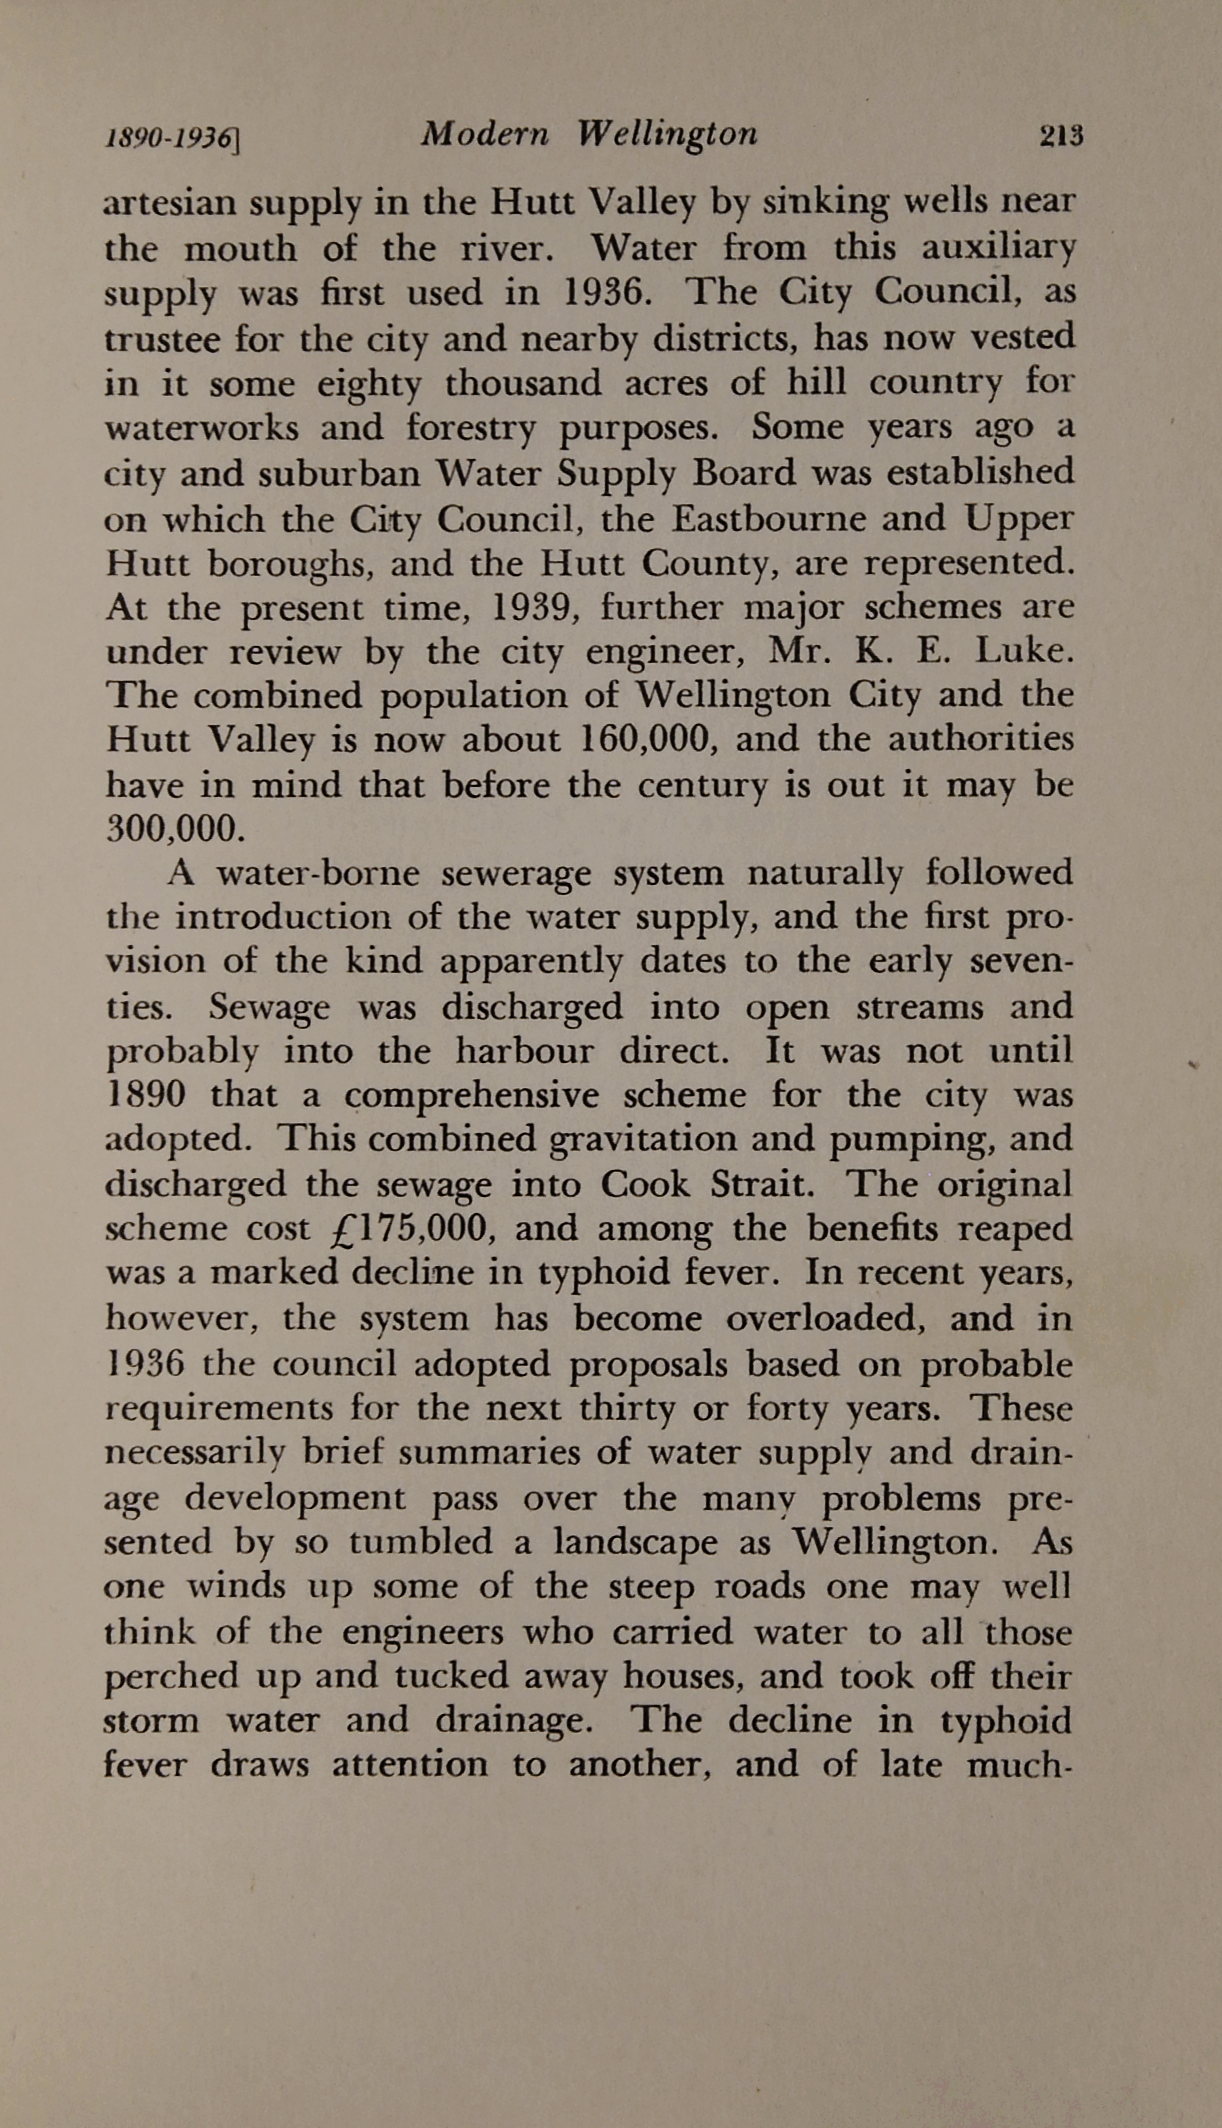 1890-1936] Modern Wellington 213
artesian supply in the Hutt Valley by sinking wells near
the mouth of the river. Water from this auxiliary
supply was first used in 1936. The City Council, as
trustee for the city and nearby districts, has now vested
in it some eighty thousand acres of hill country for
waterworks and forestry purposes. Some years ago a
city and suburban Water Supply Board was established
on which the City Council, the Eastbourne and Upper
Hutt boroughs, and the Hutt County, are represented.
At the present time, 1939, further major schemes are
under review by the city engineer, Mr. K. E. Luke.
The combined population of Wellington City and the
Hutt Valley is now about 160,000, and the authorities
have in mind that before the century is out it may be
300,000.
A water-borne sewerage system naturally followed
the introduction of the water supply, and the first pro-
vision of the kind apparently dates to the early seven-
ties. Sewage was discharged into open streams and
probably into the harbour direct. It was not until
1890 that a comprehensive scheme for the city was
adopted. This combined gravitation and pumping, and
discharged the sewage into Cook Strait. The original
scheme cost £175,000, and among the benefits reaped
was a marked decline in typhoid fever. In recent years,
however, the system has become overloaded, and in
1936 the council adopted proposals based on probable
requirements for the next thirty or forty years. These
necessarily brief summaries of water supply and drain-
age development pass over the many problems pre-
sented by so tumbled a landscape as Wellington. As
one winds up some of the steep roads one may well
think of the engineers who carried water to all those
perched up and tucked away houses, and took off their
storm water and drainage. The decline in typhoid
fever draws attention to another, and of late much-